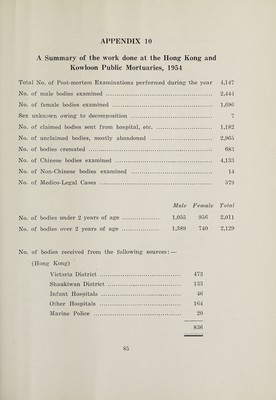 APPENDIX 10
A Summary of the work done at the Hong Kong and
Kowloon Public Mortuaries, 1954
Total No. of Post-mortem Examinations performed during the year 4,147
No. of male bodies examined 2,444
No. of female bodies examined 1,696
Sex unknown owing to decomposition 7
No. of claimed bodies sent from hospital, etc. 1,182
No. of unclaimed bodies, mostly abandoned 2,965
No. of bodies cremated 683
No. of Chinese bodies examined 4,133
No. of Non-Chinese bodies examined 14
No. of Medico-Legal Cases 579
Male Female Total
No. of bodies under 2 years of age 1,055 956 2,011
No. of bodies over 2 years of age 1,389 740 2,129
No. of bodies received from the following sources:—
(Hong Kong)
Victoria District 473
Shaukiwan District 133
Infant Hospitals 46
Other Hospitals 164
Marine Police 20
836
85